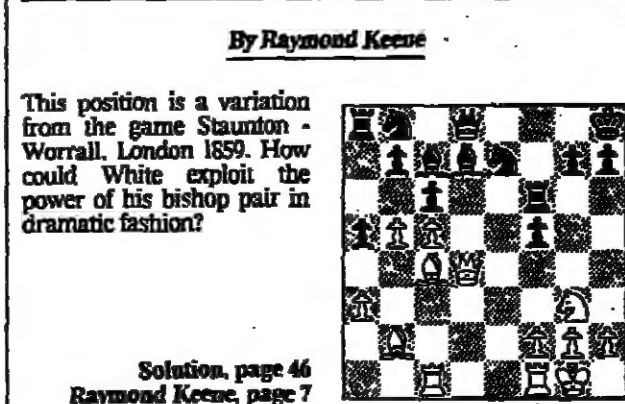 By Raymond Keene
This position is a variation
from the game Staunton -
Worrall, London 1859. How
could White exploit the
power of his bishop pair in
dramatic fashion?
Solution, page 46
Raymond Keene, page 7